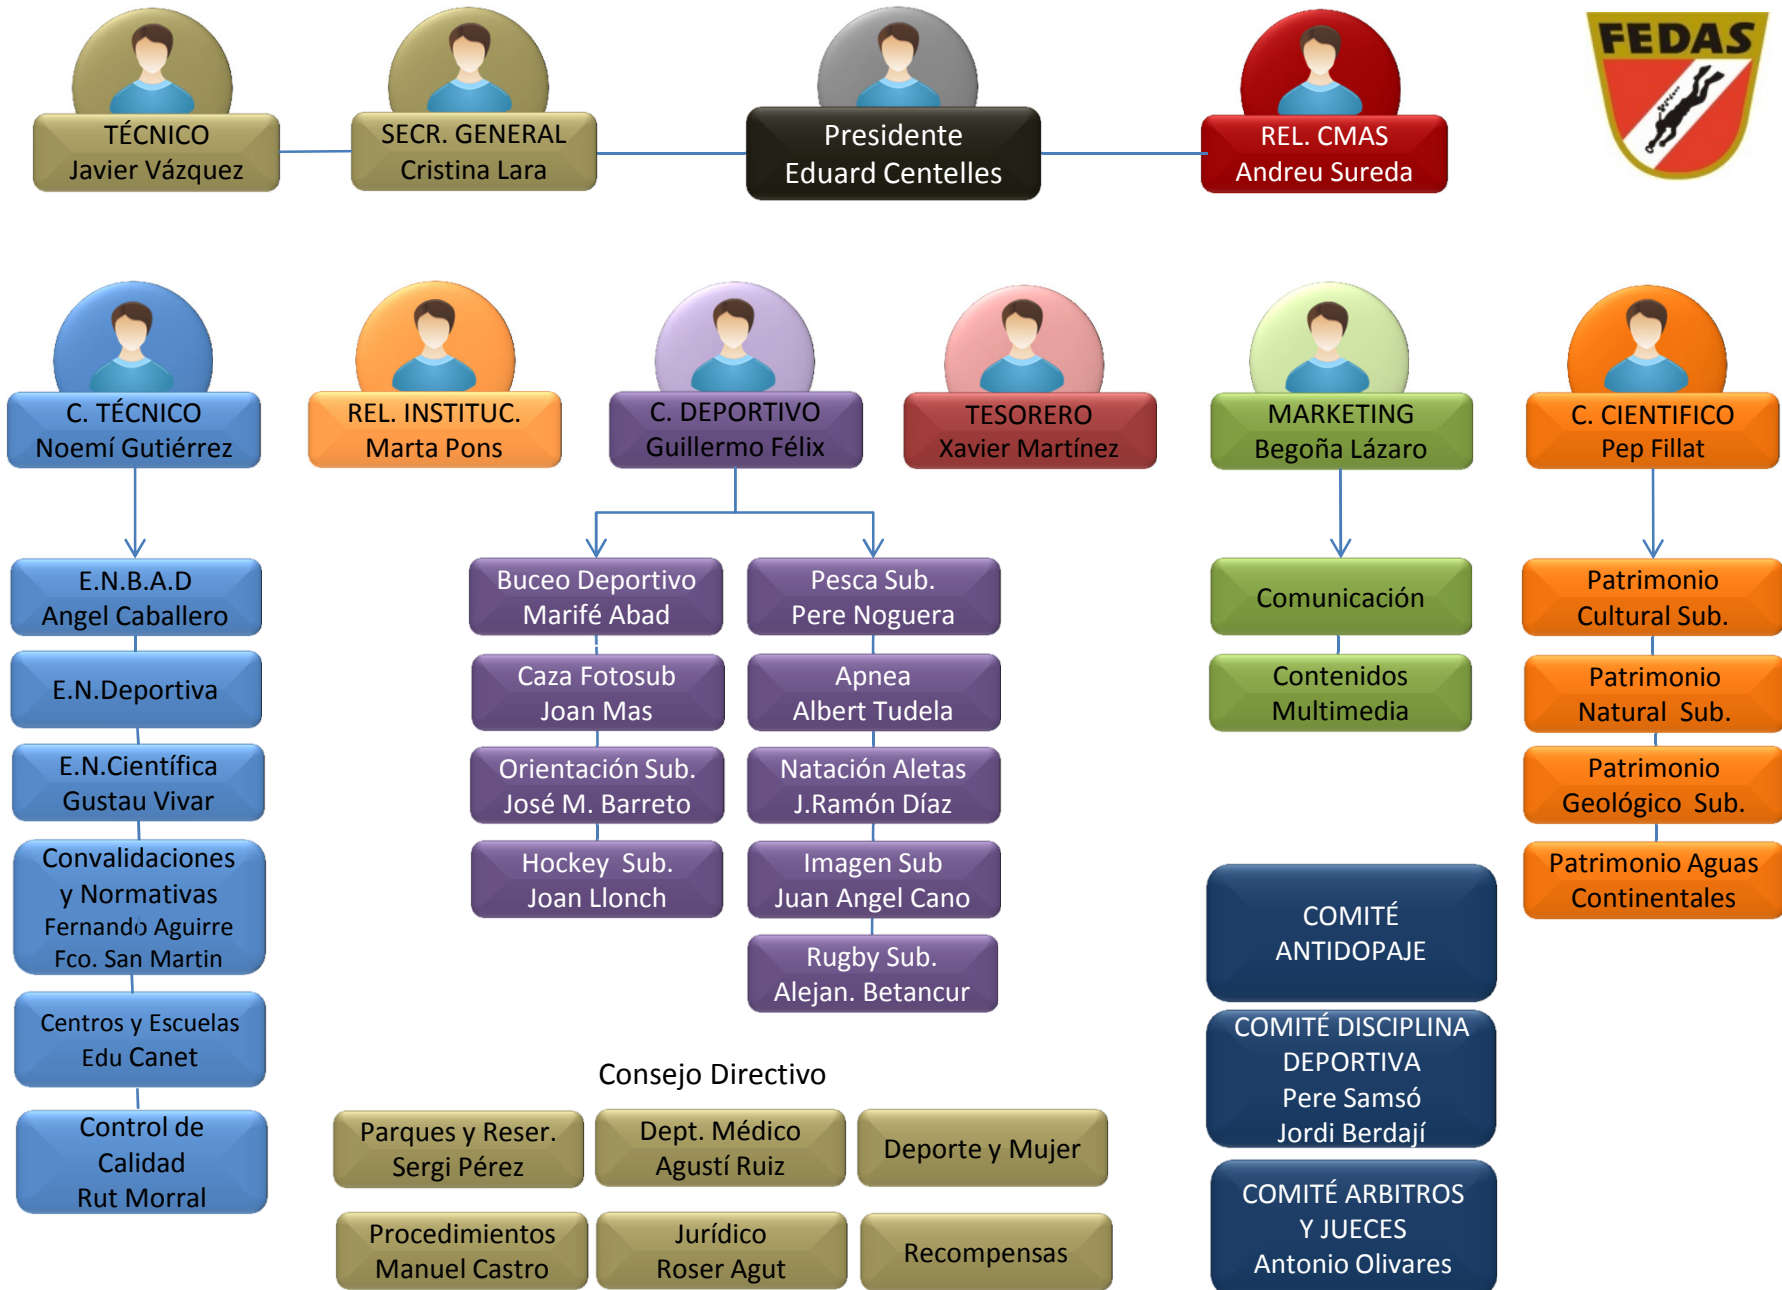 FEDAS
TÉCNICO
Javier Vázquez
SECR. GENERAL
Cristina Lara
Presidente
Eduard Centelles
REL. CMAS
Andreu Sureda
C. TÉCNICO
Noemí Gutiérrez
REL. INSTITUC.
Marta Pons
C. DEPORTIVO
Guillermo Félix
TESORERO
Xavier Martínez
MARKETING
Begoña Lázaro
C. CIENTIFICO
Pep Fillat
E.N.B.A.D
Angel Caballero
E.N.Deportiva
E.N.Científica
Gustau Vivar
Convalidaciones
y Normativas
Fernando Aguirre
Fco. San Martin
Centros y Escuelas
Edu Canet
Control de
Calidad
Rut Morral
Buceo Deportivo
Marifé Abad
Caza Fotosub
Joan Mas
Orientación Sub.
José M. Barreto
Hockey Sub.
Joan Llonch
Pesca Sub.
Pere Noguera
Apnea
Albert Tudela
Natación Aletas
J.Ramón Díaz
Imagen Sub
Juan Angel Cano
Rugby Sub.
Alejan. Betancur
Comunicación
Contenidos
Multimedia
Patrimonio
Cultural Sub.
Patrimonio
Natural Sub.
Patrimonio
Geológico Sub.
Patrimonio Aguas
Continentales
COMITÉ
ANTIDOPAJE
COMITÉ DISCIPLINA
DEPORTIVA
Pere Samsó
Jordi Berdají
COMITÉ ARBITROS
Y JUECES
Antonio Olivares
Consejo Directivo
Parques y Reser.
Sergi Pérez
Dept. Médico
Agustí Ruiz
Deporte y Mujer
Procedimientos
Manuel Castro
Jurídico
Roser Agut
Recompensas